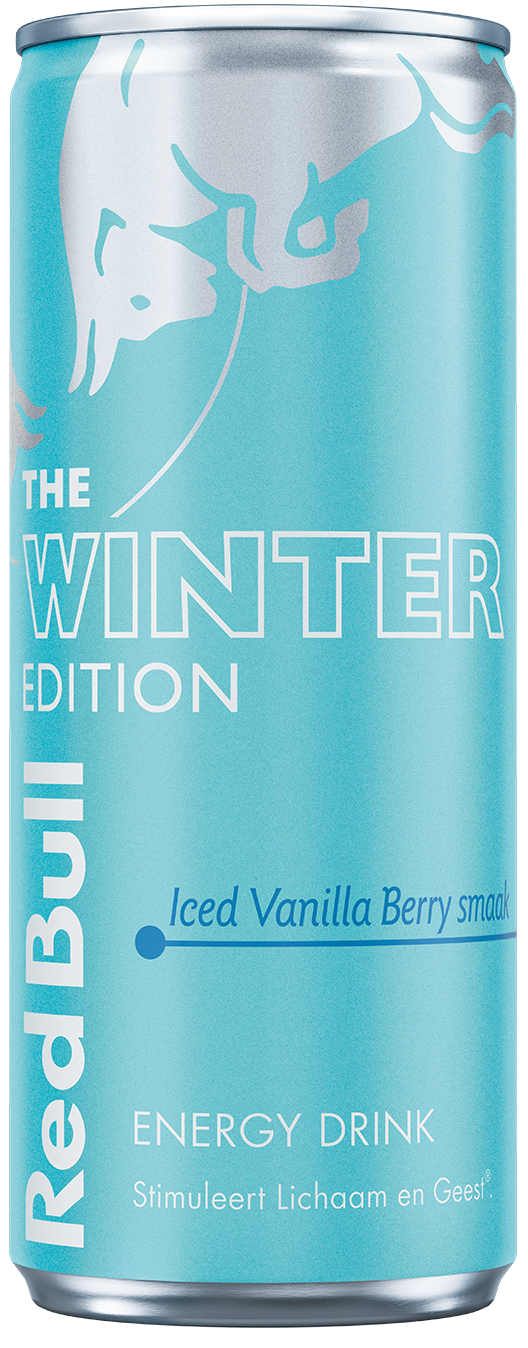 THE
WINTER
EDITION
Red Bull
Iced Vanilla Berry smaak
ENERGY DRINK
Stimuleert Lichaam en Geest®.